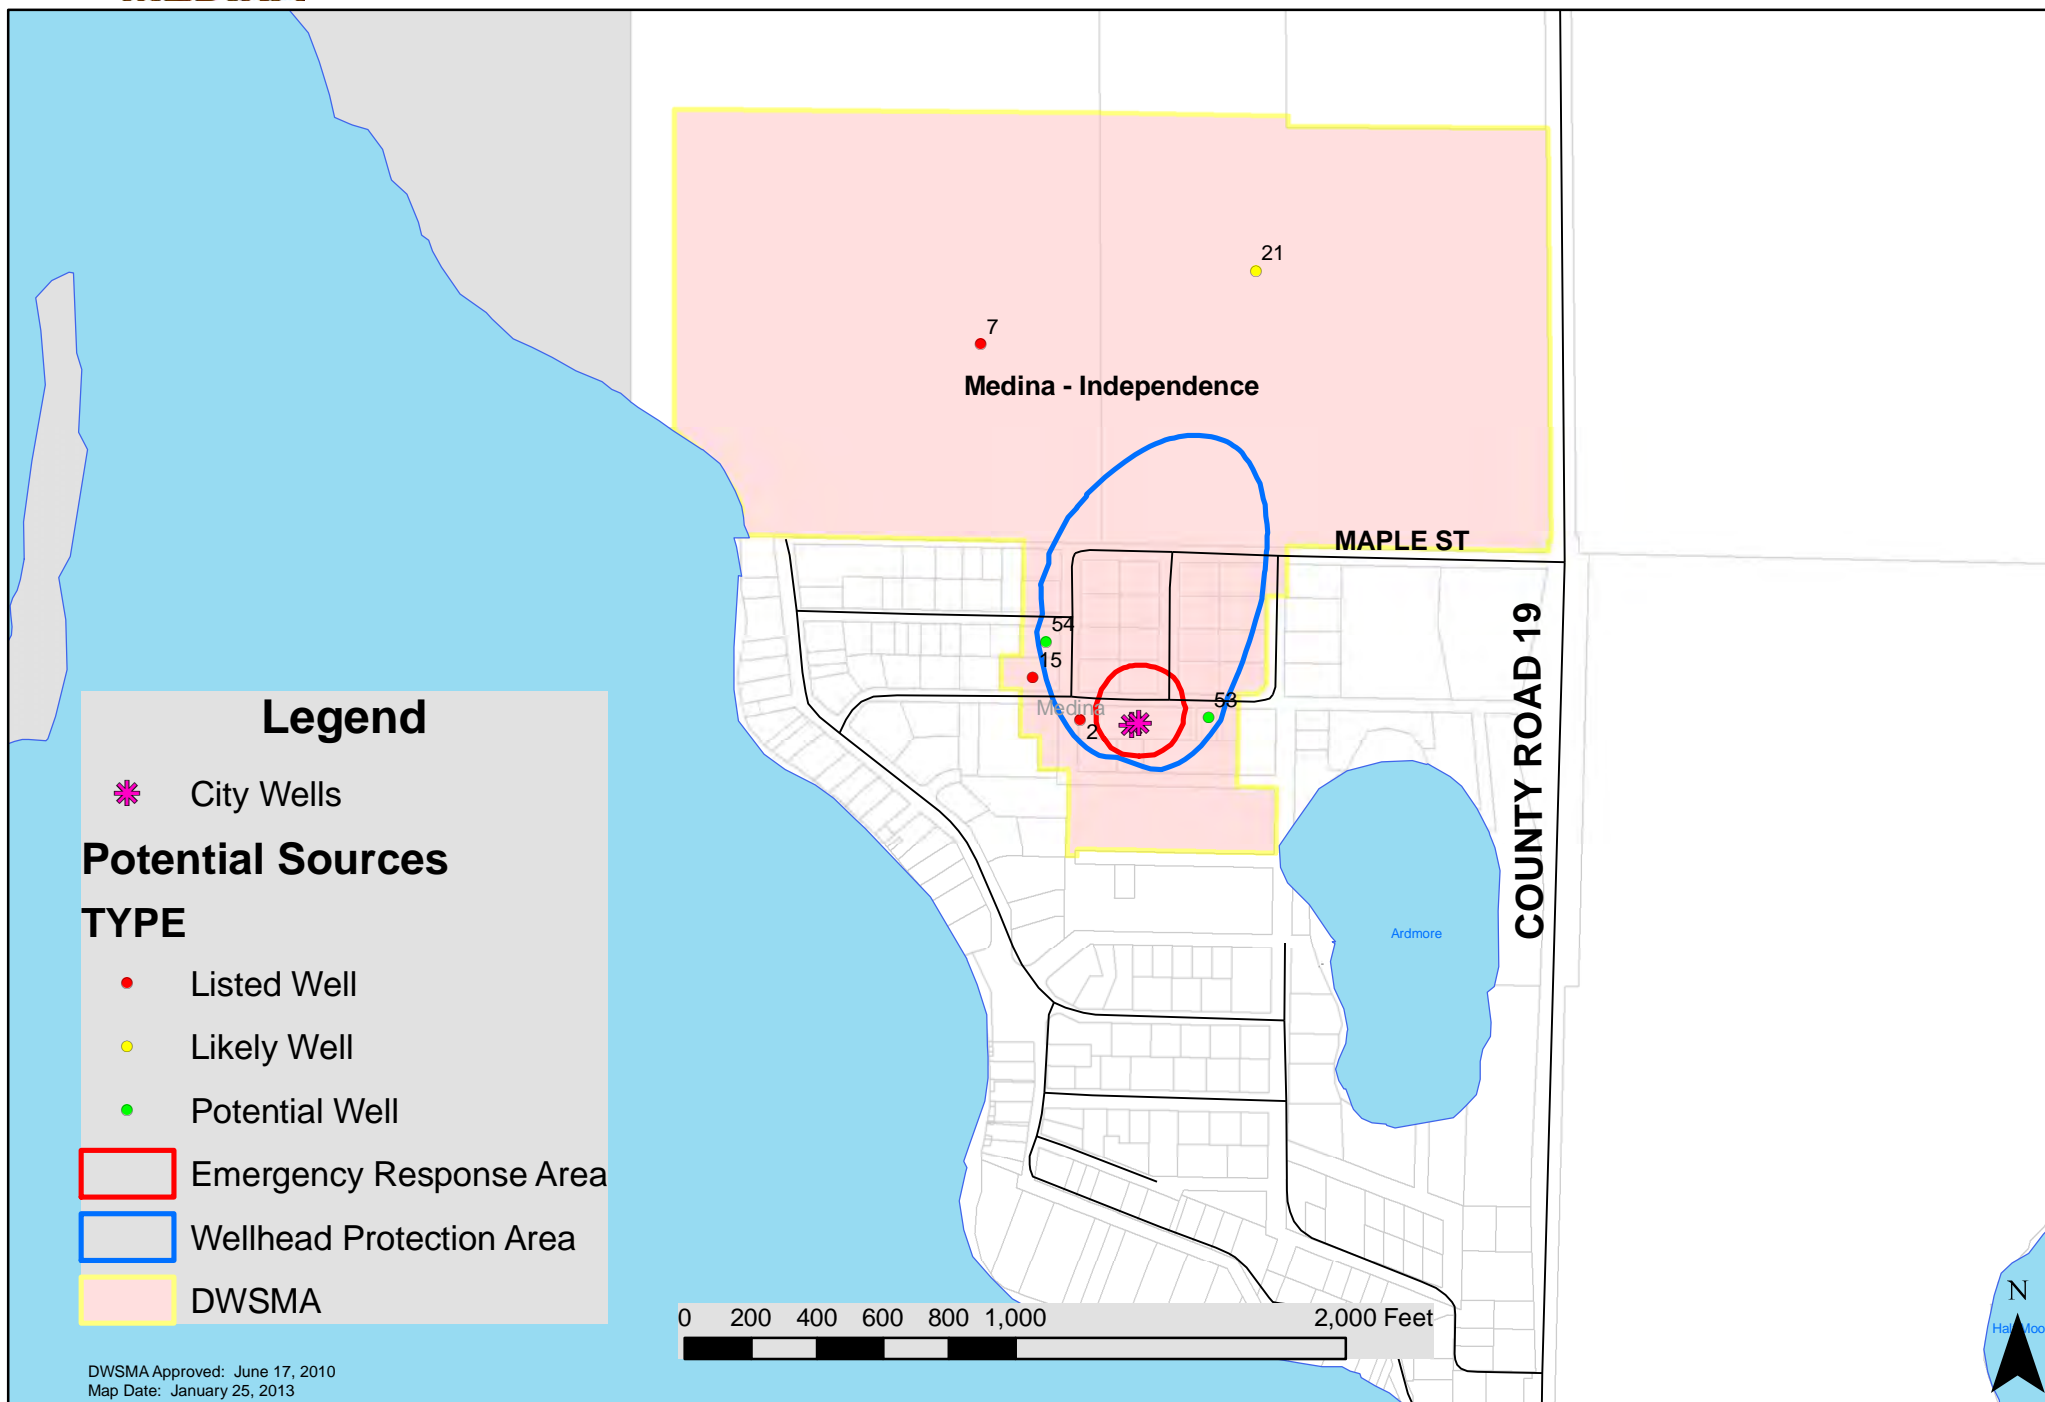 21
7
Medina - Independence
MAPLE ST
54
15
Medina
53
2
COUNTY ROAD 19
Ardmore
Legend
City Wells
Potential Sources
TYPE
Listed Well
Likely Well
Potential Well
Emergency Response Area
Wellhead Protection Area
DWSMA
0 200 400 600 800 1,000 2,000 Feet
N
DWSMA Approved: June 17, 2010
Map Date: January 25, 2013